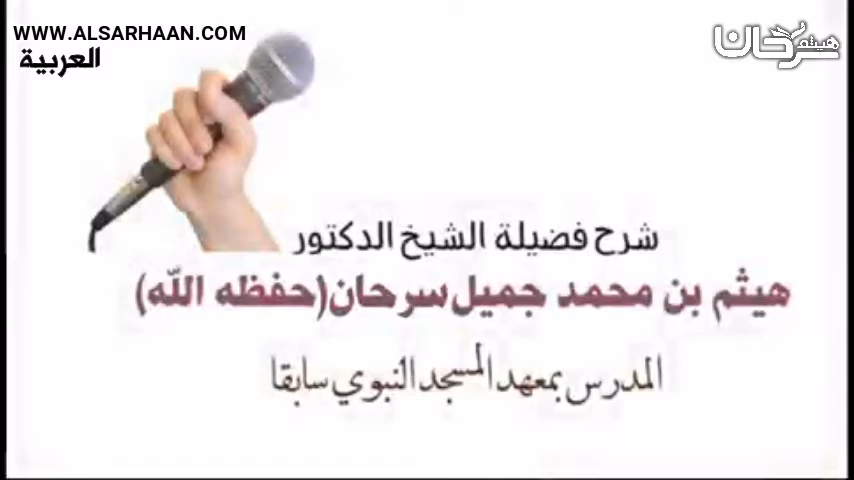 WWW.ALSARHAAN.COM
العربية
هيثم سرحان
شرح فضيلة الشيخ الدكتور
هيثم بن محمد جميل سرحان (حفظه الله)
المدرس بمعهد المسجد النبوي سابقا